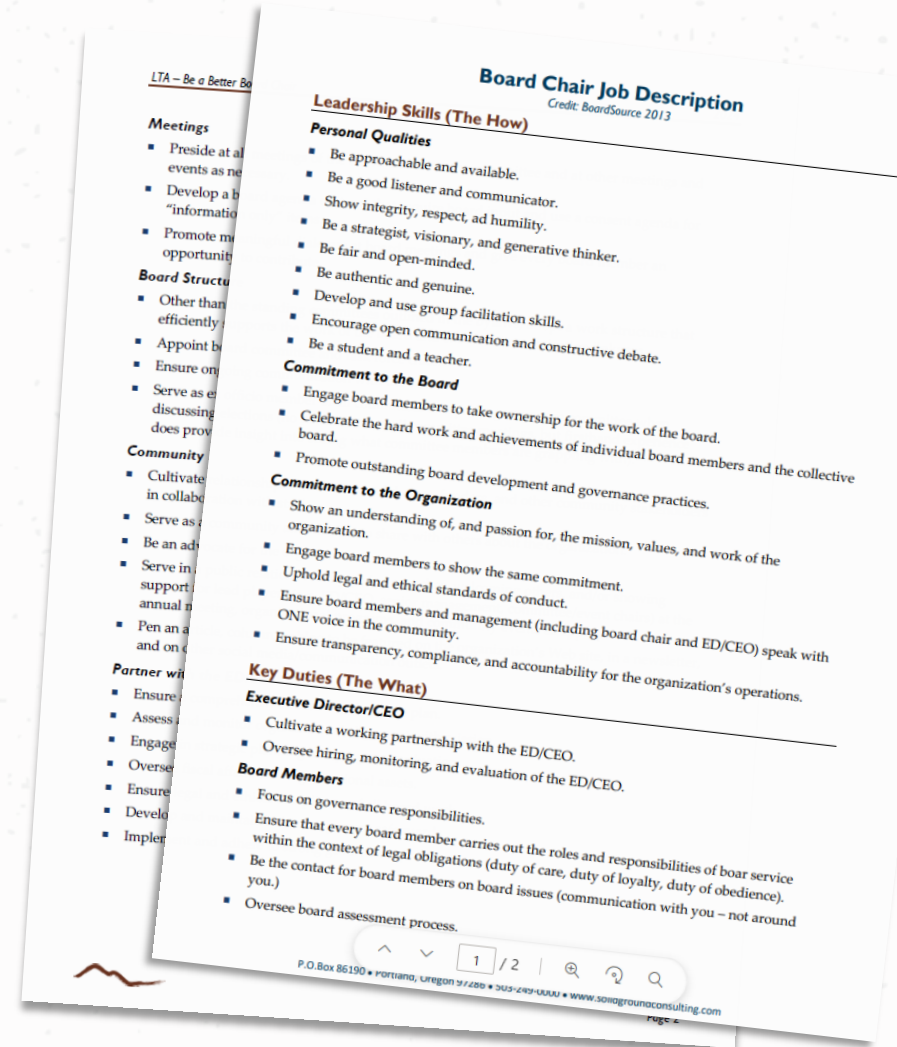 Board Chair Job Description
Credit: BoardSource 2013
Leadership Skills (The How)
Personal Qualities
▪ Be approachable and available.
▪ Be a good listener and communicator.
▪ Show integrity, respect, ad humility.
▪ Be a strategist, visionary, and generative thinker.
▪ Be fair and open-minded.
▪ Be authentic and genuine.
▪ Develop and use group facilitation skills.
▪ Encourage open communication and constructive debate.
▪ Be a student and a teacher.
Commitment to the Board
▪ Engage board members to take ownership for the work of the board.
▪ Celebrate the hard work and achievements of individual board members and the collective
board.
▪ Promote outstanding board development and governance practices.
Commitment to the Organization
▪ Show an understanding of, and passion for, the mission, values, and work of the
organization.
▪ Engage board members to show the same commitment.
▪ Uphold legal and ethical standards of conduct.
▪ Ensure board members and management (including board chair and ED/CEO) speak with
ONE voice in the community.
▪ Ensure transparency, compliance, and accountability for the organization's operations.
Key Duties (The What)
Executive Director/CEO
▪ Cultivate a working partnership with the ED/CEO.
▪ Oversee hiring, monitoring, and evaluation of the ED/CEO.
Board Members
▪ Focus on governance responsibilities.
▪ Ensure that every board member carries out the roles and responsibilities of boar service
within the context of legal obligations (duty of care, duty of loyalty, duty of obedience).
▪ Be the contact for board members on board issues (communication with you – not around
you.)
▪ Oversee board assessment process.
1 / 2
P.O.Box 86190 • Portland, Oregon 97286 • 503-249-0000 • www.solidgroundconsulting.com
Page 2
LTA – Be a Better Bo
Meetings
▪ Preside at al
events as ne
▪ Develop a b
"informatio
▪ Promote me
opportunity
Board Structu
▪ Other than
efficiently
▪ Appoint b
▪ Ensure on
▪ Serve as e
discussing
does prov
Community
▪ Cultivate
in collabo
▪ Serve as
▪ Be an adv
▪ Serve in
support
annual
▪ Pen an a
and on
Partner wi
▪ Ensure
▪ Assess
▪ Engage
▪ Overse
▪ Ensure
▪ Develo
▪ Implem